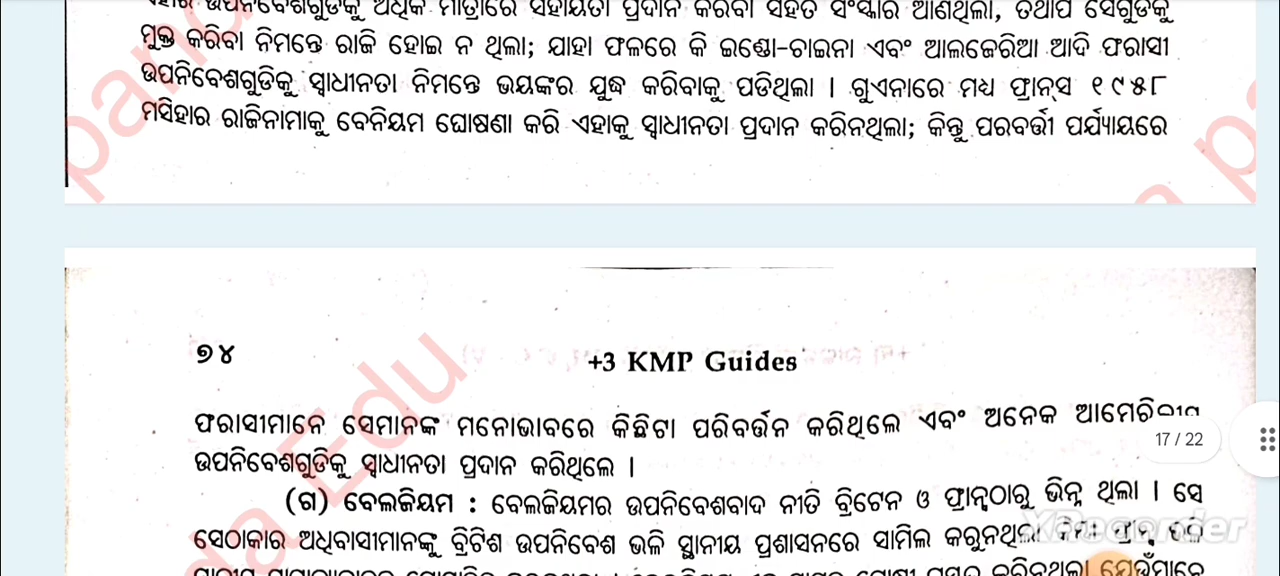 ଉପନିବେଶଗୁଡିକୁ ଅଧିକ ମାତ୍ରାରେ ସହାୟତା ପ୍ରଦାନ କରିବା ସହିତ ସଂସ୍କାର ଆଣିଥିଲା, ତଥାପି ସେଗୁଡିକୁ
ମୁକ୍ତ କରିବା ନିମନ୍ତେ ରାଜି ହୋଇ ନ ଥିଲା; ଯାହା ଫଳରେ କି ଇଣ୍ଡୋ-ଚାଇନା ଏବଂ ଆଲଜେରିଆ ଆଦି ଫରାସୀ
ଉପନିବେଶଗୁଡିକୁ ସ୍ୱାଧୀନତା ନିମନ୍ତେ ଭୟଙ୍କର ଯୁଦ୍ଧ କରିବାକୁ ପଡିଥିଲା । ଗୁଏନାରେ ମଧ୍ୟ ଫ୍ରାନ୍ସ ୧୯୫୮
ମସିହାର ରାଜିନାମାକୁ ବେନିୟମ ଘୋଷଣା କରି ଏହାକୁ ସ୍ୱାଧୀନତା ପ୍ରଦାନ କରିନଥିଲା; କିନ୍ତୁ ପରବର୍ତ୍ତୀ ପର୍ଯ୍ୟାୟରେ
୭୪ +3 KMP Guides
ଫରାସୀମାନେ ସେମାନଙ୍କ ମନୋଭାବରେ କିଛିଟା ପରିବର୍ତ୍ତନ କରିଥିଲେ ଏବଂ ଅନେକ
17 / 22
ଉପନିବେଶଗୁଡିକୁ ସ୍ୱାଧୀନତା ପ୍ରଦାନ କରିଥିଲେ ।
(ଗ) ବେଲଜିୟମ : ବେଲଜିୟମର ଉପନିବେଶବାଦ ନୀତି ବ୍ରିଟେନ ଓ ଫ୍ରାନ୍ସଠାରୁ ଭିନ୍ନ ଥିଲା । ସେ
ସେଠାକାର ଅଧିବାସୀମାନଙ୍କୁ ବ୍ରିଟିଶ ଉପନିବେଶ ଭଳି ସ୍ଥାନୀୟ ପ୍ରଶାସନରେ ସାମିଲ କରୁନଥିଲା କିମ୍ବା ଫ୍ରାନ୍ସ ଭଳି
XRecorder